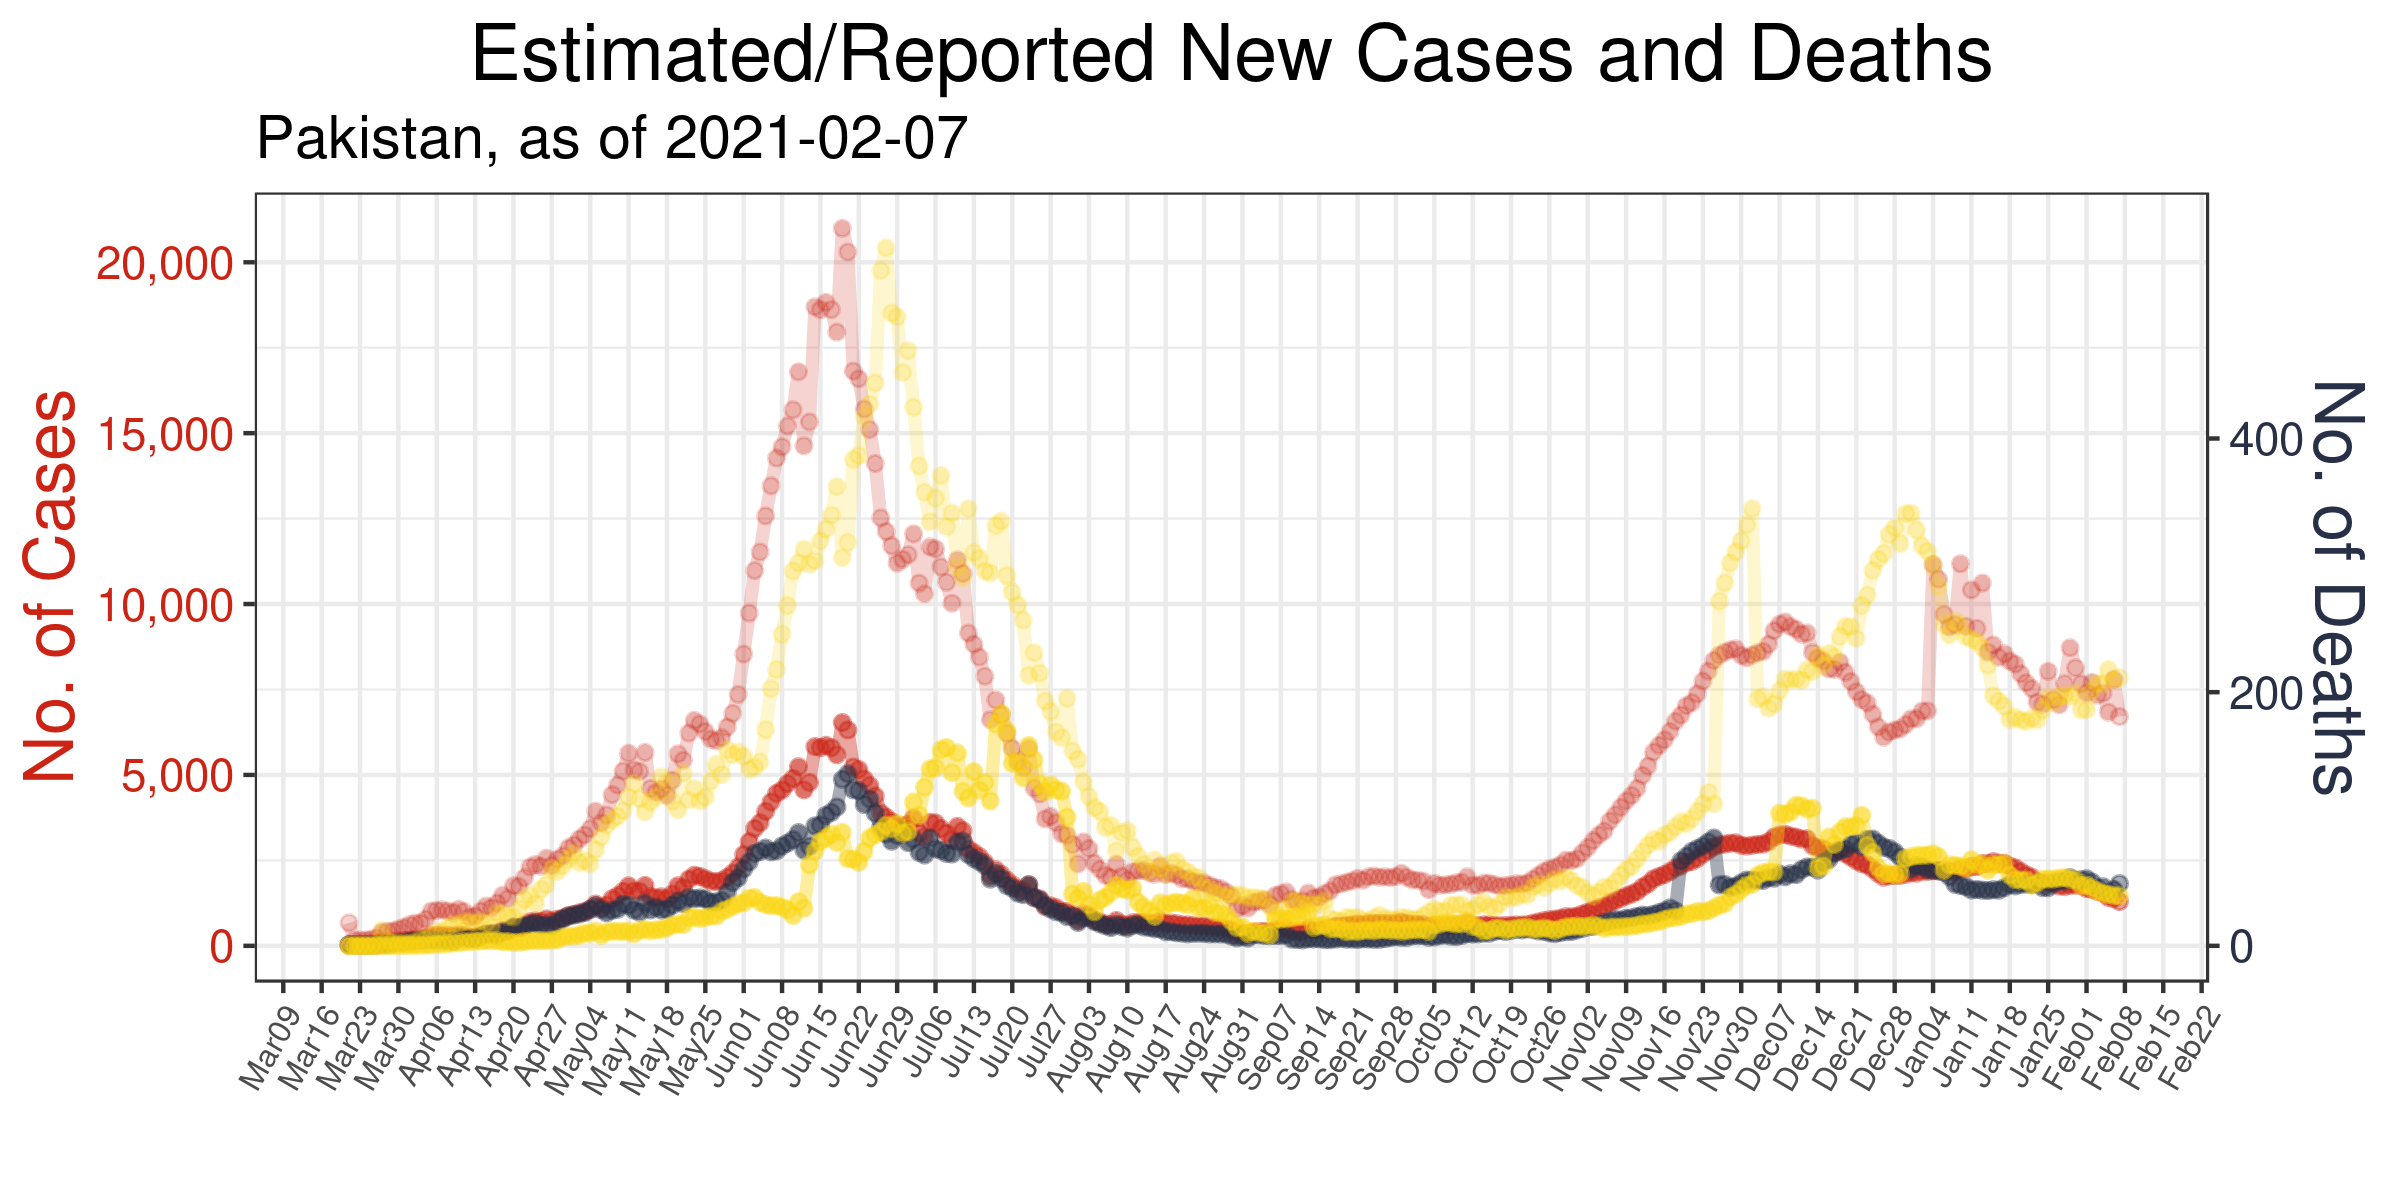 Estimated/Reported New Cases and Deaths
Pakistan, as of 2021-02-07
No. of Cases
20,000
15,000
10,000
5,000
0
400
200
0
No. of Deaths
Mar09
Mar16
Mar23
Mar30
Apr06
Apr13
Apr20
Apr27
May04
May11
May18
May25
Jun01
Jun08
Jun15
Jun22
Jun29
Jul06
Jul13
Jul20
Jul27
Aug03
Aug10
Aug17
Aug24
Aug31
Sep07
Sep14
Sep21
Sep28
Oct05
Oct12
Oct19
Oct26
Nov02
Nov09
Nov16
Nov23
Nov30
Dec07
Dec14
Dec21
Dec28
Jan04
Jan11
Jan18
Jan25
Feb01
Feb08
Feb15
Feb22